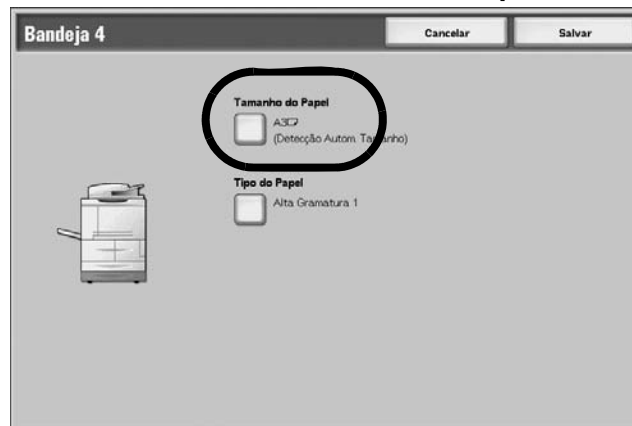 Bandeja 4
Cancelar
Salvar
Tamanho do Papel
A3
(Detecção Autom. Tamanho)
Tipo do Papel
Alta Gramatura 1